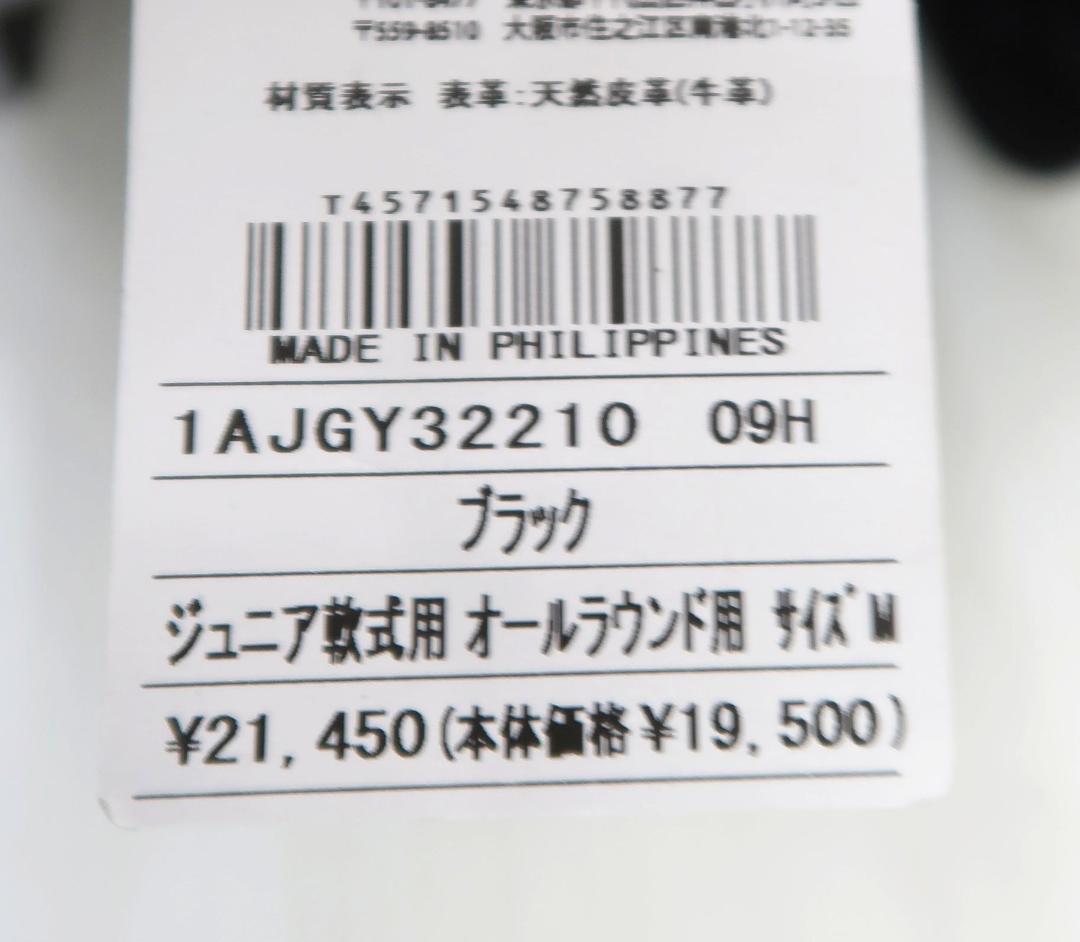 〒559-8510 大阪市住之江区南港北1-12-35
材質表示 表革:天然皮革(牛革)
T4571548758877
MADE IN PHILIPPINES
1AJGY32210 09H
ブラック
ジュニア軟式用 オールラウンド用 サイズ M
¥21,450(本体価格¥19,500)